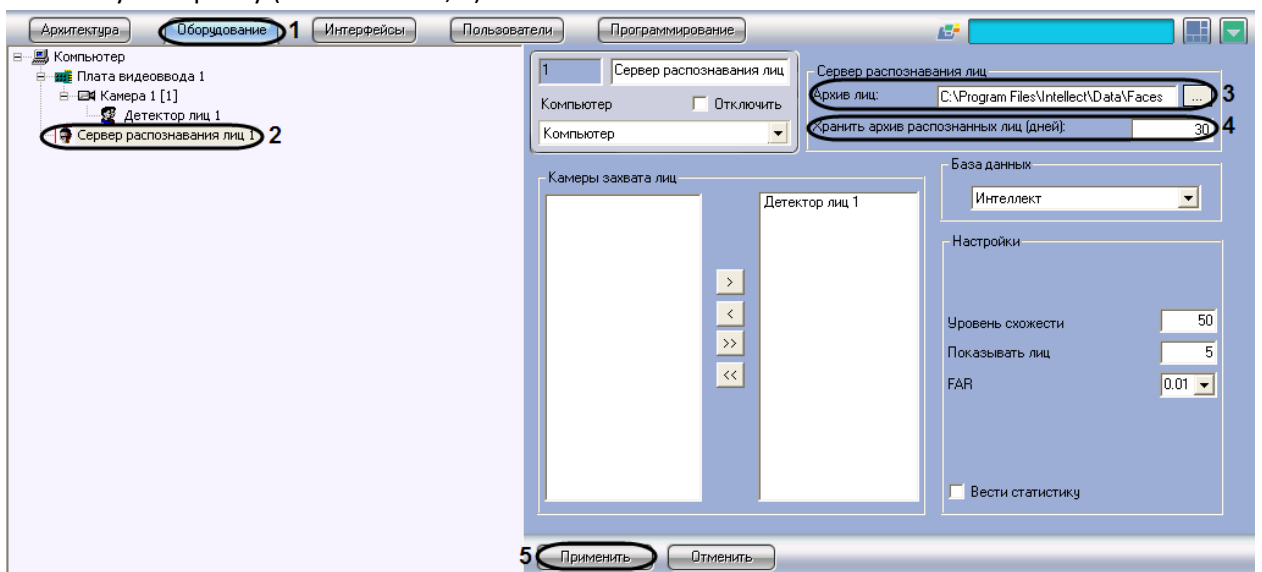 Архитектура Оборудование 1 Интерфейсы Пользователи Программирование
Компьютер
Плата видеоввода 1
Камера 1 [1]
Детектор лиц 1
Сервер распознавания лиц 1 2
1 Сервер распознавания лиц
Компьютер Отключить
Компьютер
Сервер распознавания лиц
Архив лиц: C:\Program Files\Intellect\Data\Faces ... 3
Хранить архив распознанных лиц (дней): 30 4
Камеры захвата лиц
Детектор лиц 1
>
<
>>
<<
База данных
Интеллект
Настройки
Уровень схожести 50
Показывать лиц 5
FAR 0.01
Вести статистику
5 Применить Отменить